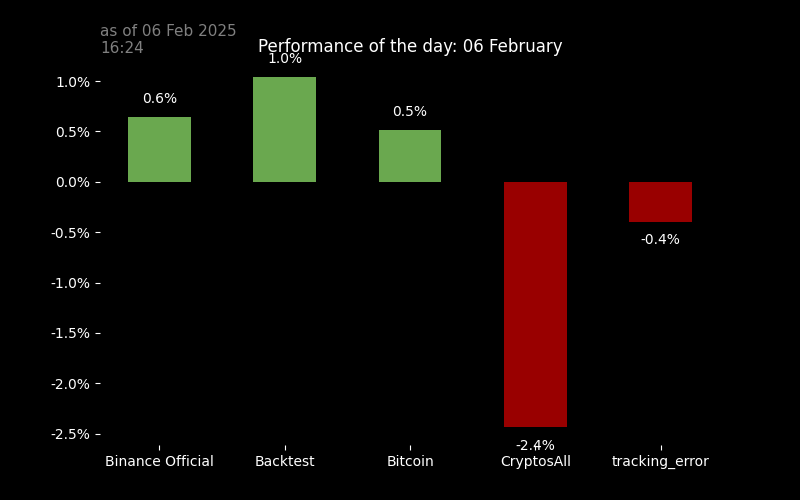 as of 06 Feb 2025
16:24
Performance of the day: 06 February
1.0%
0.5%
0.0%
-0.5%
-1.0%
-1.5%
-2.0%
-2.5%
0.6%
1.0%
0.5%
-2.4%
-0.4%
Binance Official
Backtest
Bitcoin
CryptosAll
tracking_error